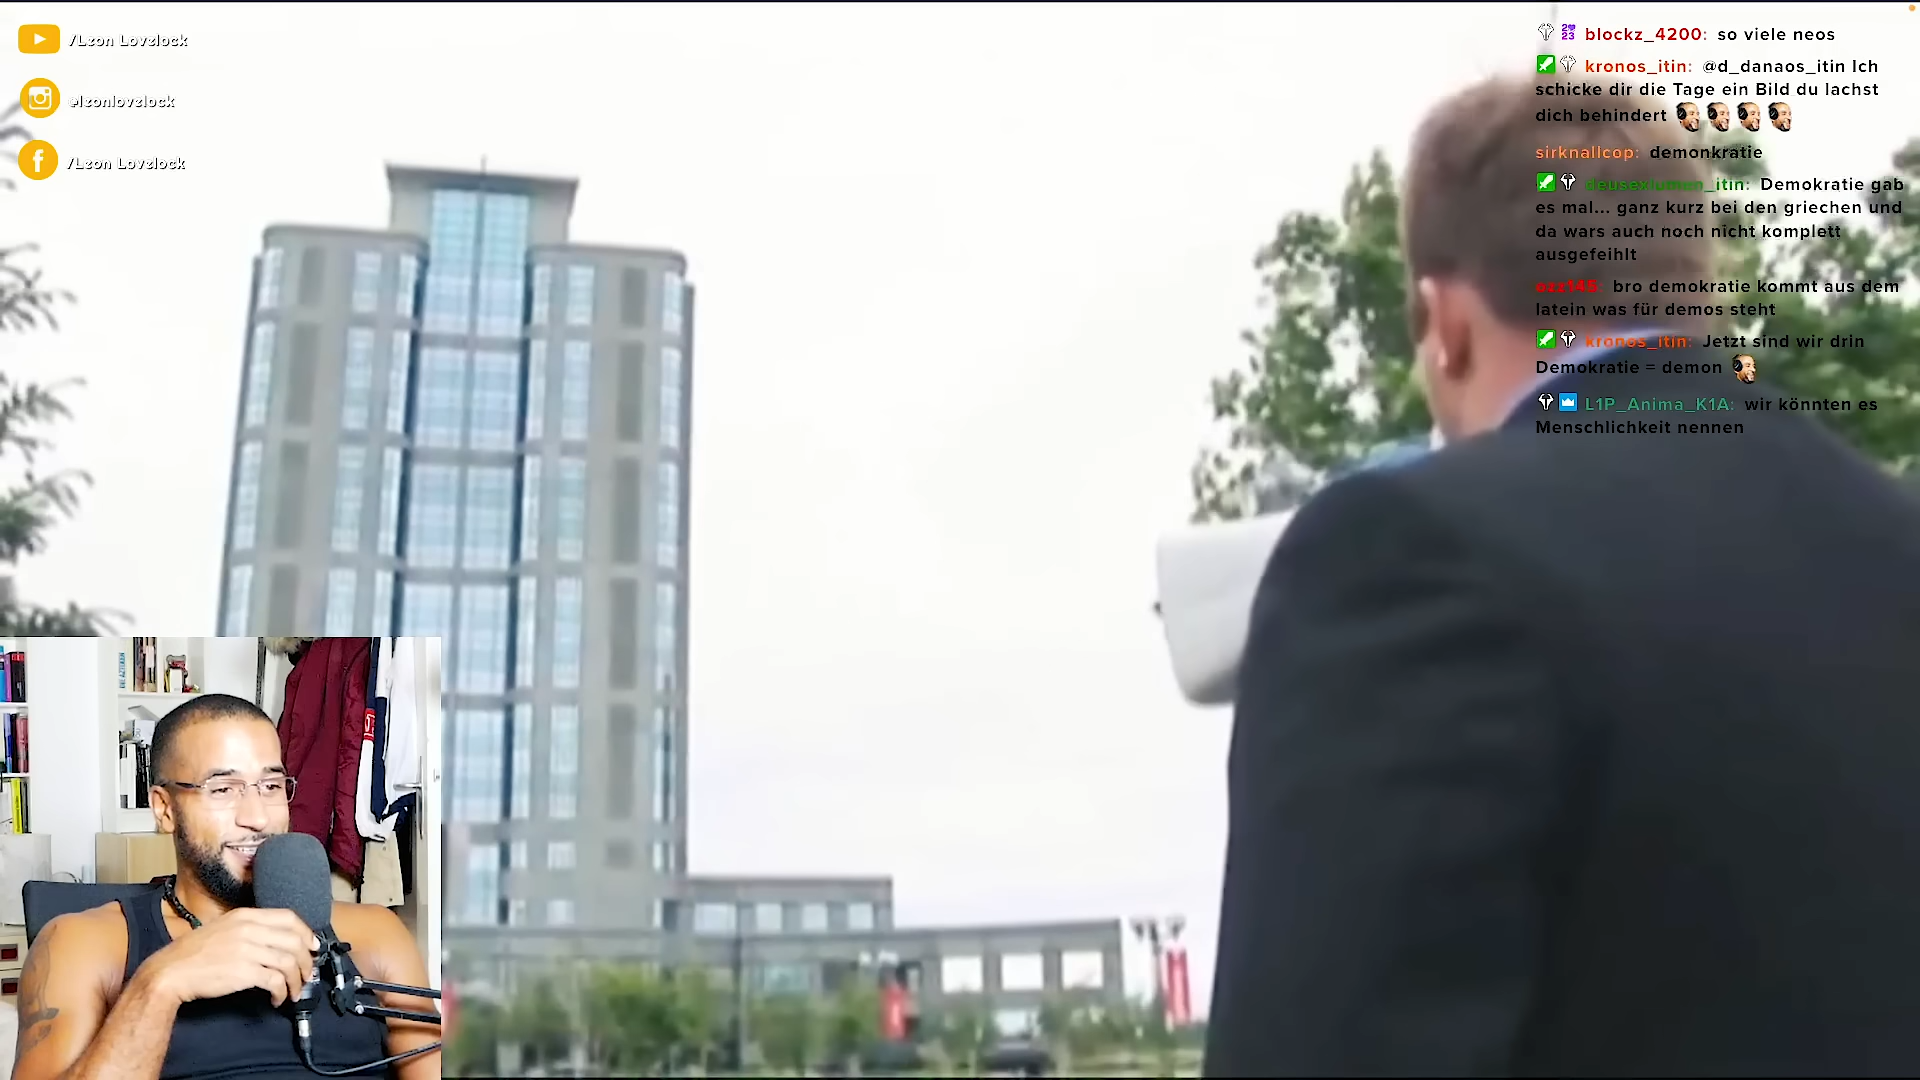 /Leon Lovelock
@leonlovelock
/Leon Lovelock
blockz_4200: so viele neos
kronos_itin: @d_danaos_itin Ich
schicke dir die Tage ein Bild du lachst
dich behindert
sirknallcop: demonkratie
deusexlumen_itin: Demokratie gab
es mal... ganz kurz bei den griechen und
da wars auch noch nicht komplett
ausgefeihlt
bro demokratie kommt aus dem
latein was für demos steht
kronos_itin: Jetzt sind wir drin
Demokratie = demon
L1P_Anima_K1A: wir könnten es
Menschlichkeit nennen